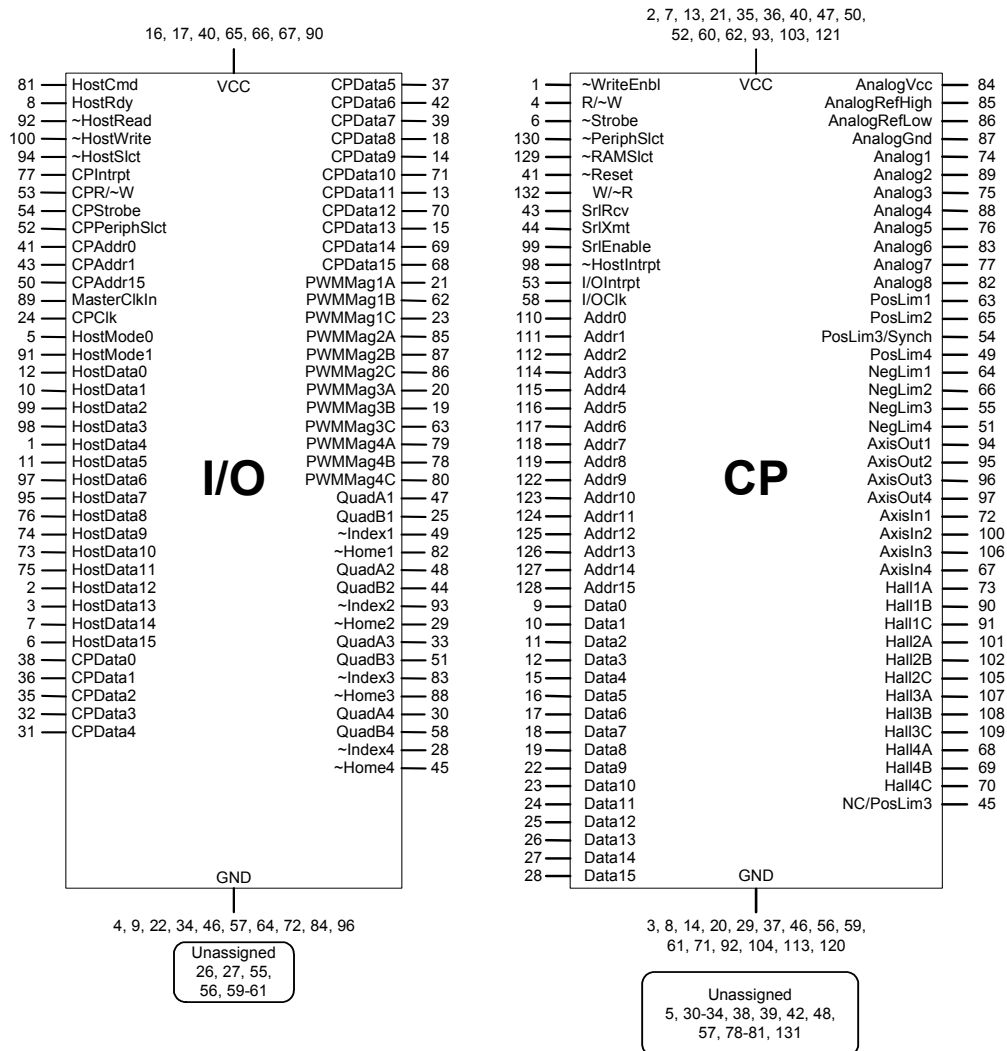 16, 17, 40, 65, 66, 67, 90
VCC
81 HostCmd
8 HostRdy
92 ~HostRead
100 ~HostWrite
94 ~HostSlct
77 CPIntrpt
53 CPR/~W
54 CPStrobe
52 CPPeriphSlct
41 CPAddr0
43 CPAddr1
50 CPAddr15
89 MasterClkIn
24 CPClk
5 HostMode0
91 HostMode1
12 HostData0
10 HostData1
99 HostData2
98 HostData3
1 HostData4
11 HostData5
97 HostData6
95 HostData7
76 HostData8
74 HostData9
73 HostData10
75 HostData11
2 HostData12
3 HostData13
7 HostData14
6 HostData15
38 CPData0
36 CPData1
35 CPData2
32 CPData3
31 CPData4
I/O
CPData5 37
CPData6 42
CPData7 39
CPData8 18
CPData9 14
CPData10 71
CPData11 13
CPData12 70
CPData13 15
CPData14 69
CPData15 68
PWMMag1A 21
PWMMag1B 62
PWMMag1C 23
PWMMag2A 85
PWMMag2B 87
PWMMag2C 86
PWMMag3A 20
PWMMag3B 19
PWMMag3C 63
PWMMag4A 79
PWMMag4B 78
PWMMag4C 80
QuadA1 47
QuadB1 25
~Index1 49
~Home1 82
QuadA2 48
QuadB2 44
~Index2 93
~Home2 29
QuadA3 33
QuadB3 51
~Index3 83
~Home3 88
QuadA4 30
QuadB4 58
~Index4 28
~Home4 45
GND
4, 9, 22, 34, 46, 57, 64, 72, 84, 96
Unassigned
26, 27, 55,
56, 59-61
2, 7, 13, 21, 35, 36, 40, 47, 50,
52, 60, 62, 93, 103, 121
VCC
1 ~WriteEnbl
4 R/~W
6 ~Strobe
130 ~PeriphSlct
129 ~RAMSlct
41 ~Reset
132 W/~R
43 SrlRcv
44 SrlXmt
99 SrlEnable
98 ~HostIntrpt
53 I/OIntrpt
58 I/OClk
110 Addr0
111 Addr1
112 Addr2
114 Addr3
115 Addr4
116 Addr5
117 Addr6
118 Addr7
119 Addr8
122 Addr9
123 Addr10
124 Addr11
125 Addr12
126 Addr13
127 Addr14
128 Addr15
9 Data0
10 Data1
11 Data2
12 Data3
15 Data4
16 Data5
17 Data6
18 Data7
19 Data8
22 Data9
23 Data10
24 Data11
25 Data12
26 Data13
27 Data14
28 Data15
CP
AnalogVcc 84
AnalogRefHigh 85
AnalogRefLow 86
AnalogGnd 87
Analog1 74
Analog2 89
Analog3 75
Analog4 88
Analog5 76
Analog6 83
Analog7 77
Analog8 82
PosLim1 63
PosLim2 65
PosLim3/Synch 54
PosLim4 49
NegLim1 64
NegLim2 66
NegLim3 55
NegLim4 51
AxisOut1 94
AxisOut2 95
AxisOut3 96
AxisOut4 97
AxisIn1 72
AxisIn2 100
AxisIn3 106
AxisIn4 67
Hall1A 73
Hall1B 90
Hall1C 91
Hall2A 101
Hall2B 102
Hall2C 105
Hall3A 107
Hall3B 108
Hall3C 109
Hall4A 68
Hall4B 69
Hall4C 70
NC/PosLim3 45
GND
3, 8, 14, 20, 29, 37, 46, 56, 59,
61, 71, 92, 104, 113, 120
Unassigned
5, 30-34, 38, 39, 42, 48,
57, 78-81, 131